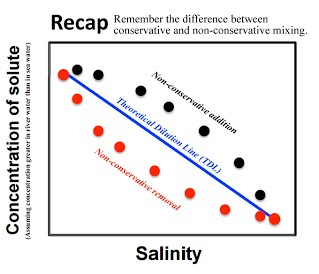 Recap
Remember the difference between
conservative and non-conservative mixing.
Concentration of solute
(Assuming concentration greater in river water than in sea water)
Non-conservative addition
Theoretical Dilution Line (TDL)
Non-conservative removal
Salinity